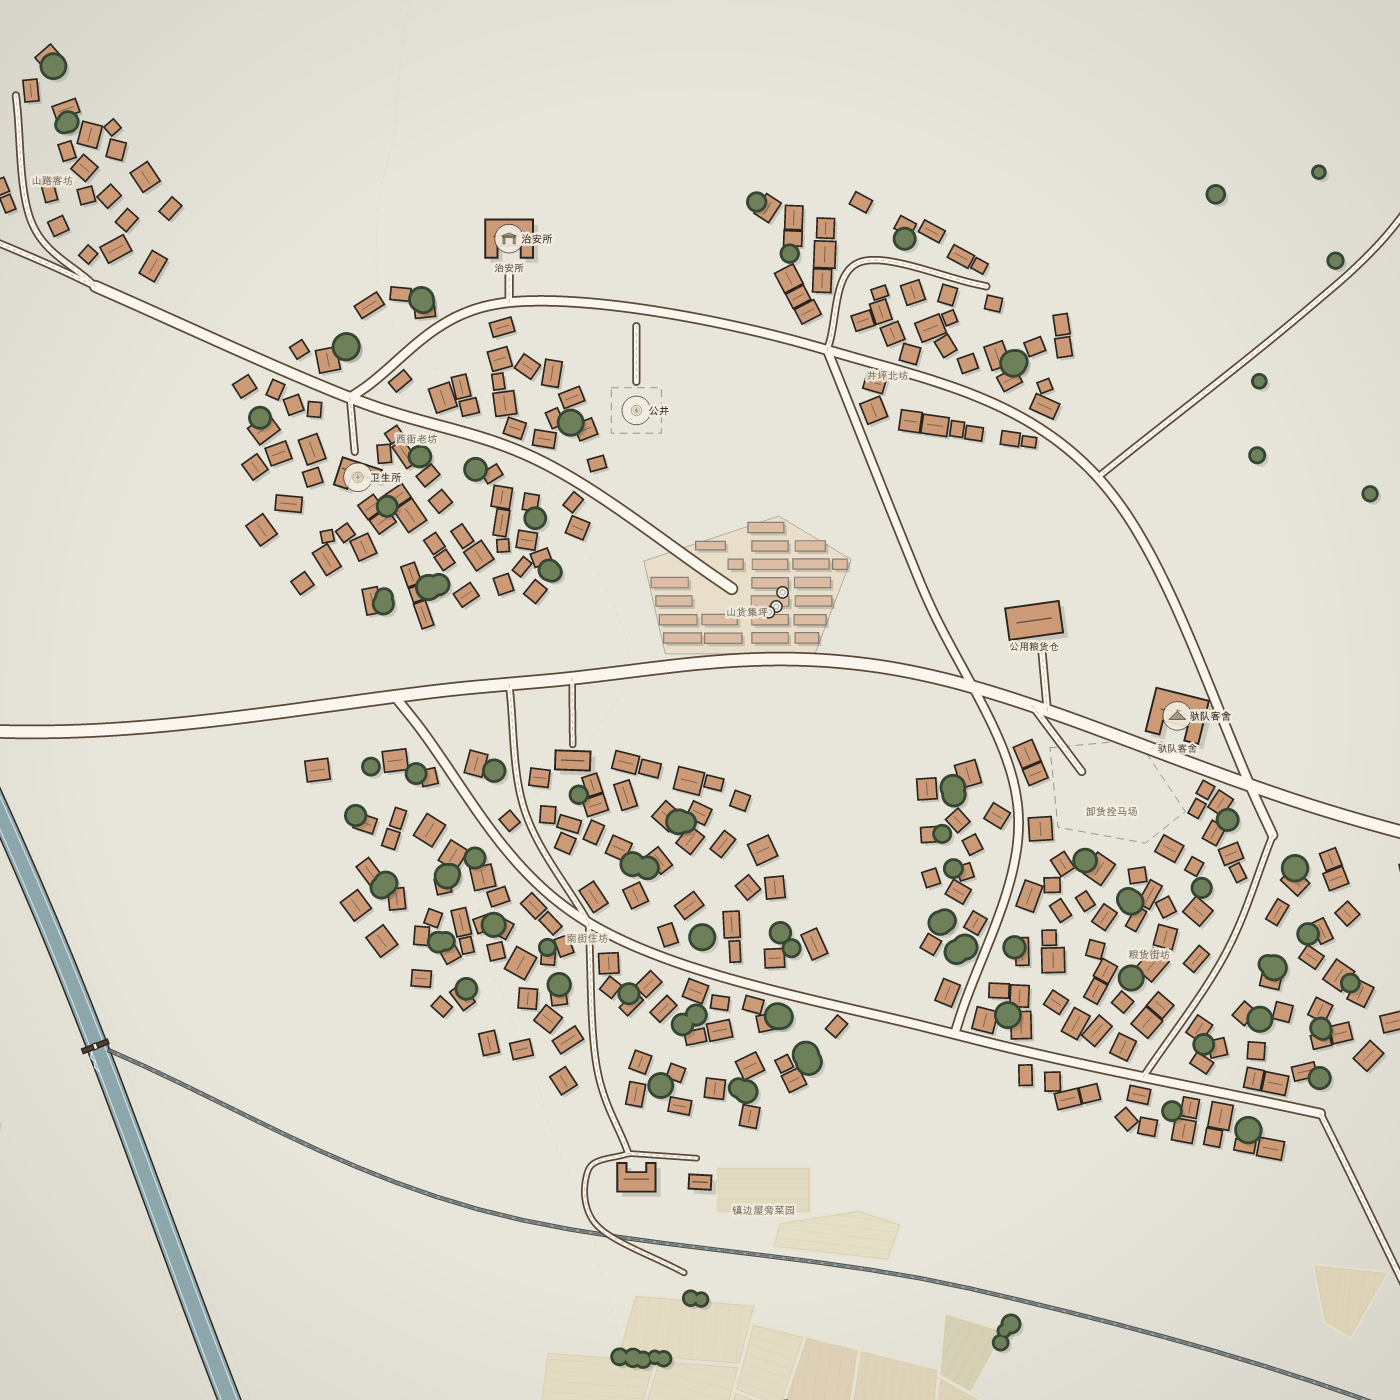 山路客坊
治安所
治安所
井坪北坊
公井
西街老坊
卫生所
山货集坪
公用粮货仓
驮队客舍
驮队客舍
卸货拴马场
南街住坊
粮货街坊
镇边屋旁菜园